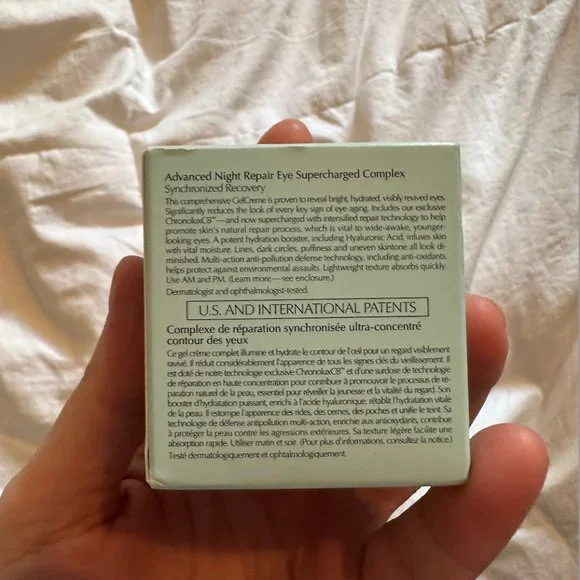 Advanced Night Repair Eye Supercharged Complex
Synchronized Recovery
This comprehensive GelCreme is proven to reveal bright, hydrated, visibly revived eyes.
Significantly reduces the look of every key sign of eye aging. Includes our exclusive
ChronoluxCB™—and now supercharged with intensified repair technology to help
promote skin's natural repair process, which is vital to wide-awake, younger-
looking eyes. A potent hydration booster, including Hyaluronic Acid, infuses skin
with vital moisture. Lines, dark circles, puffiness and uneven skintone all look di-
minished. Multi-action anti-pollution defense technology, including anti-oxidants,
helps protect against environmental assaults. Lightweight texture absorbs quickly.
Use AM and PM. (Learn more—see enclosure.)
Dermatologist and ophthalmologist-tested.
U.S. AND INTERNATIONAL PATENTS
Complexe de réparation synchronisée ultra-concentré
contour des yeux
Ce gel crème complet illumine et hydrate le contour de l'œil pour un regard visiblement
ravivé. Il réduit considérablement l'apparence de tous les signes clés du vieillissement. Il
est doté de notre technologie exclusive ChronoluxCB™ et d'une surdose de technologie
de réparation en haute concentration pour contribuer à promouvoir le processus de ré-
paration naturel de la peau, essentiel pour réveiller la jeunesse et la vitalité du regard. Son
booster d'hydratation puissant, enrichi à l'acide hyaluronique, rétablit l'hydratation vitale
de la peau. Il estompe l'apparence des rides, des cernes, des poches et unifie le teint. Sa
technologie de défense antipollution multi-action, enrichie aux antioxydants, contribue
à protéger la peau contre les agressions extérieures. Sa texture légère facilite une
absorption rapide. Utiliser matin et soir. (Pour plus d'informations, consultez la notice.)
Testé dermatologiquement et ophtalmologiquement.